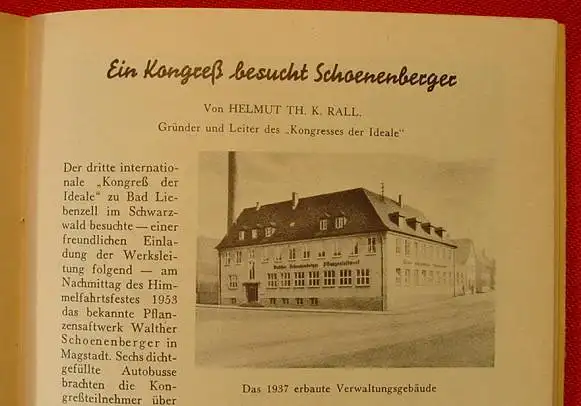 Ein Kongreß besucht Schoenenberger
Von HELMUT TH. K. RALL.
Gründer und Leiter des „Kongresses der Ideale“
Der dritte internatio-
nale „Kongreß der
Ideale“ zu Bad Lie-
benzell im Schwarz-
wald besuchte — einer
freundlichen Einla-
dung der Werkslei-
tung folgend — am
Nachmittag des Him-
melfahrtsfestes 1953
das bekannte Pflan-
zensaftwerk Walther
Schoenenberger in
Magstadt. Sechs dicht-
gefüllte Autobusse
brachten die Kon-
greßteilnehmer über
Walther Schoenenberger Pflanzensaftwerk
Das 1937 erbaute Verwaltungsgebäude